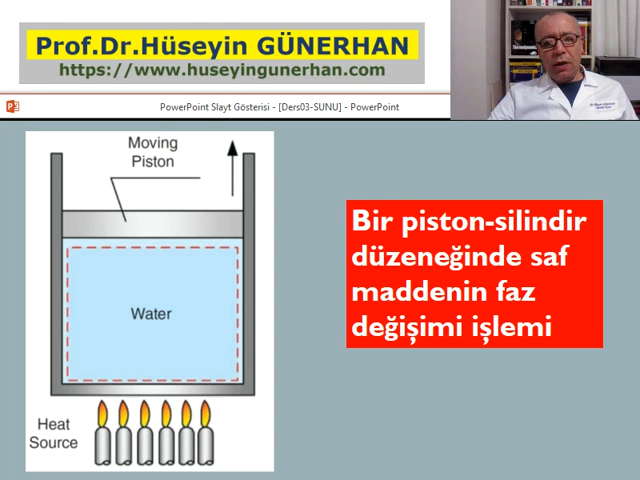 Prof.Dr.Hüseyin GÜNERHAN
https://www.huseyingunerhan.com
PowerPoint Slayt Gösterisi - [Ders03-SUNU] - PowerPoint
Moving
Piston
Water
Heat
Source
Bir piston-silindir
düzeneğinde saf
maddenin faz
değişimi işlemi